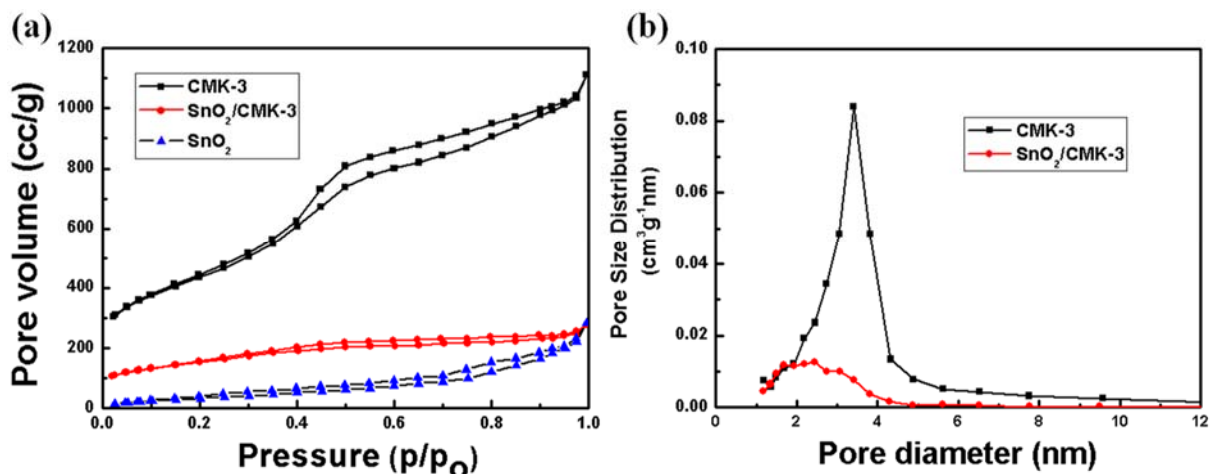 (a)
1200
1000
800
600
400
200
0
Pore volume (cc/g)
CMK-3
SnO₂/CMK-3
SnO₂
0.0 0.2 0.4 0.6 0.8 1.0
Pressure (p/p₀)
(b)
0.10
0.08
0.06
0.04
0.02
0.00
Pore Size Distribution
(cm³g⁻¹nm)
CMK-3
SnO₂/CMK-3
0 2 4 6 8 10 12
Pore diameter (nm)